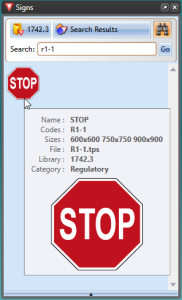 Signs
1742.3 Search Results
Search: r1-1 Go
STOP
Name : STOP
Codes : R1-1
Sizes : 600x600 750x750 900x900
File : R1-1.tps
Library : 1742.3
Category : Regulatory
STOP